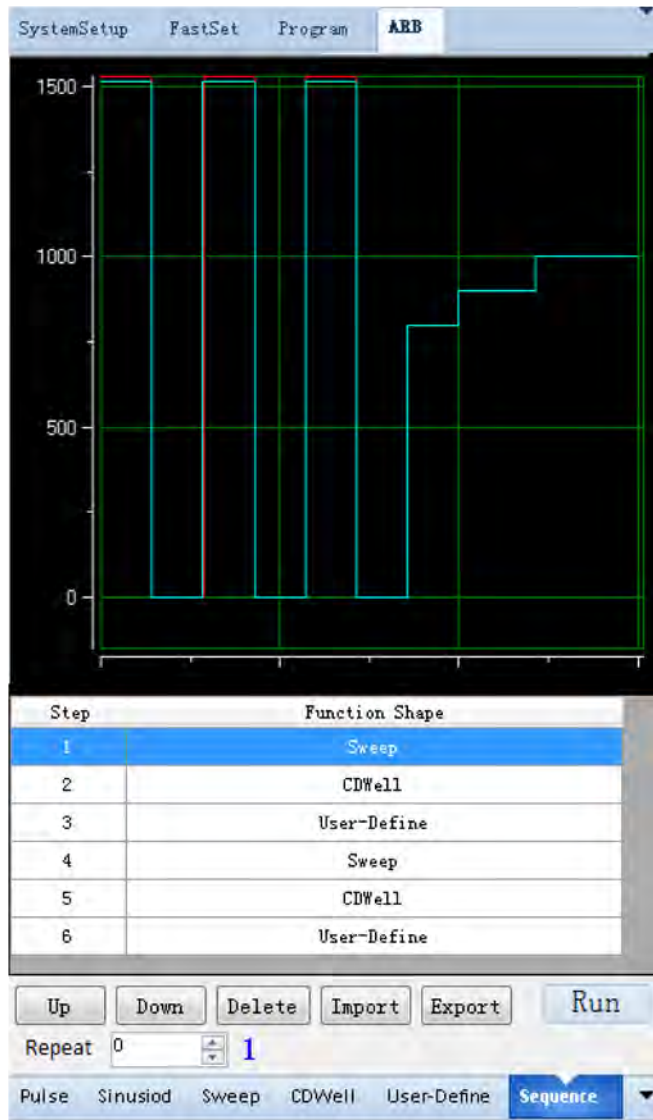 SystemSetup FastSet Program ARB
1500
1000
500
0
Step Function Shape
1 Sweep
2 CDWell
3 User-Define
4 Sweep
5 CDWell
6 User-Define
Up Down Delete Import Export Run
Repeat 0 1
Pulse Sinusiod Sweep CDWell User-Define Sequence